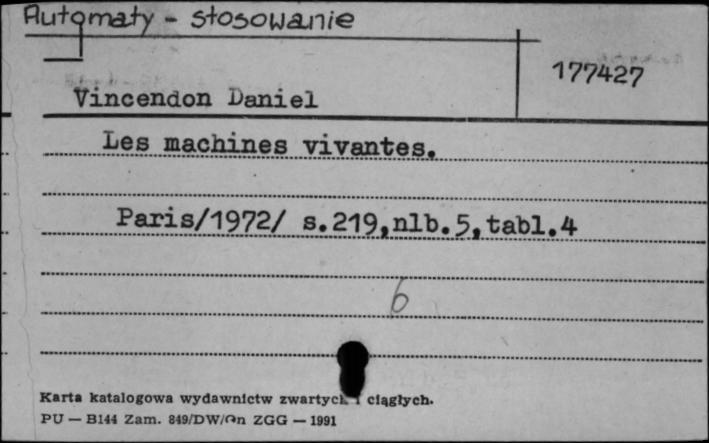 Automaty - stosowanie
177427
Vincendon Daniel
Les machines vivantes.
Paris/1972/ s.219,nlb.5,tabl.4
6
Karta katalogowa wydawnictw zwartych i ciągłych.
PU — B144 Zam. 849/DW/On ZGG — 1991